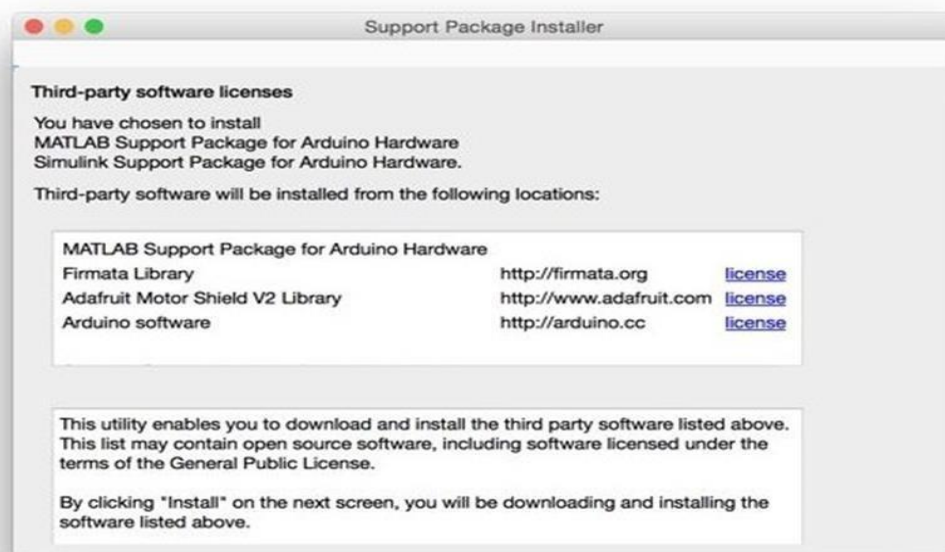 Support Package Installer
Third-party software licenses
You have chosen to install
MATLAB Support Package for Arduino Hardware
Simulink Support Package for Arduino Hardware.
Third-party software will be installed from the following locations:
MATLAB Support Package for Arduino Hardware
Firmata Library http://firmata.org license
Adafruit Motor Shield V2 Library http://www.adafruit.com license
Arduino software http://arduino.cc license
This utility enables you to download and install the third party software listed above.
This list may contain open source software, including software licensed under the
terms of the General Public License.
By clicking "Install" on the next screen, you will be downloading and installing the
software listed above.